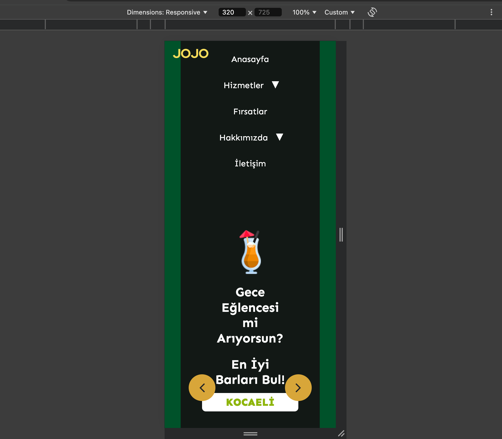 Dimensions: Responsive ▼ 320 x 725 100% ▼ Custom ▼
JOJO
Anasayfa
Hizmetler ▼
Fırsatlar
Hakkımızda ▼
İletişim
Gece
Eğlencesi
mi
Arıyorsun?
En İyi
Barları Bul!
KOCAELİ